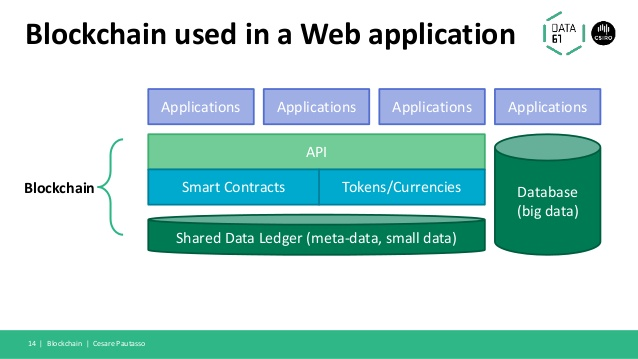 Blockchain used in a Web application
DATA
61
CSIRO
Applications
Applications
Applications
Applications
API
Blockchain
Smart Contracts
Tokens/Currencies
Database
(big data)
Shared Data Ledger (meta-data, small data)
14 | Blockchain | Cesare Pautasso